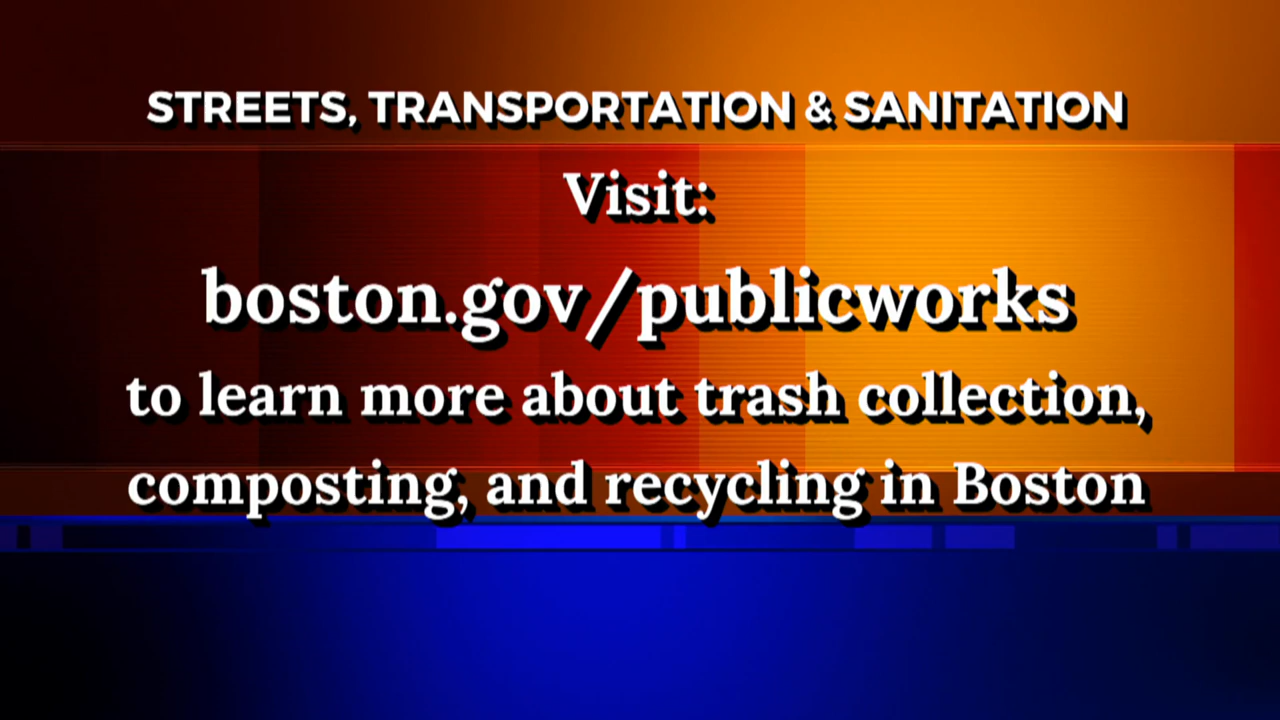 STREETS, TRANSPORTATION & SANITATION
Visit:
boston.gov/publicworks
to learn more about trash collection,
composting, and recycling in Boston